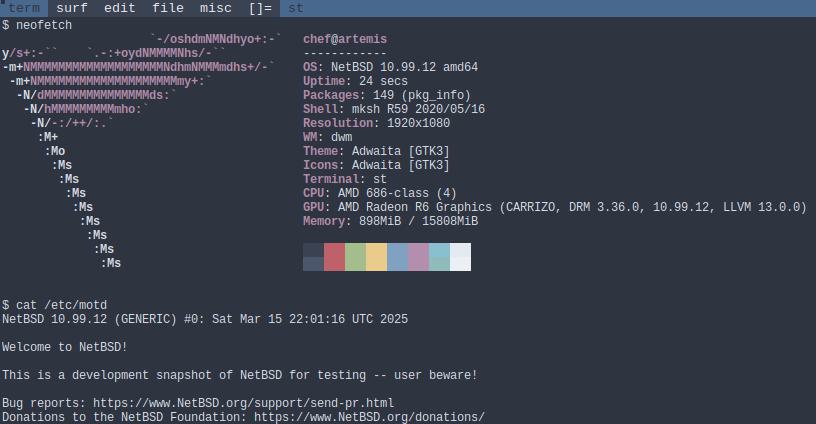 term surf edit file misc []= st
$ neofetch
`-/oshdmNMNdhyo+:-` chef@artemis
y/s+:-`` `.-:+oydNMMMMNhs/-`` ------------
-m+NMMMMMMMMMMMMMMMMMMMNdhmNMMMmdhs+/-` OS: NetBSD 10.99.12 amd64
-m+NMMMMMMMMMMMMMMMMMMMMmy+:` Uptime: 24 secs
-N/dMMMMMMMMMMMMMMMds:` Packages: 149 (pkg_info)
-N/hMMMMMMMMMmho:` Shell: mksh R59 2020/05/16
-N/-:/++/:.` Resolution: 1920x1080
:M+ WM: dwm
:Mo Theme: Adwaita [GTK3]
:Ms Icons: Adwaita [GTK3]
:Ms Terminal: st
:Ms CPU: AMD 686-class (4)
:Ms GPU: AMD Radeon R6 Graphics (CARRIZO, DRM 3.36.0, 10.99.12, LLVM 13.0.0)
:Ms Memory: 898MiB / 15808MiB
:Ms
:Ms
:Ms
$ cat /etc/motd
NetBSD 10.99.12 (GENERIC) #0: Sat Mar 15 22:01:16 UTC 2025
Welcome to NetBSD!
This is a development snapshot of NetBSD for testing -- user beware!
Bug reports: https://www.NetBSD.org/support/send-pr.html
Donations to the NetBSD Foundation: https://www.NetBSD.org/donations/